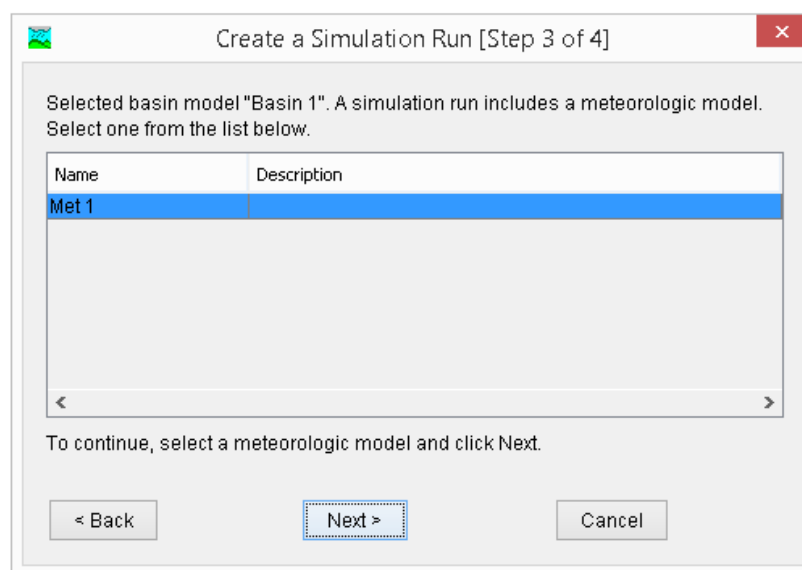 Create a Simulation Run [Step 3 of 4]
Selected basin model "Basin 1". A simulation run includes a meteorologic model.
Select one from the list below.
Name Description
Met 1
To continue, select a meteorologic model and click Next.
< Back Next > Cancel